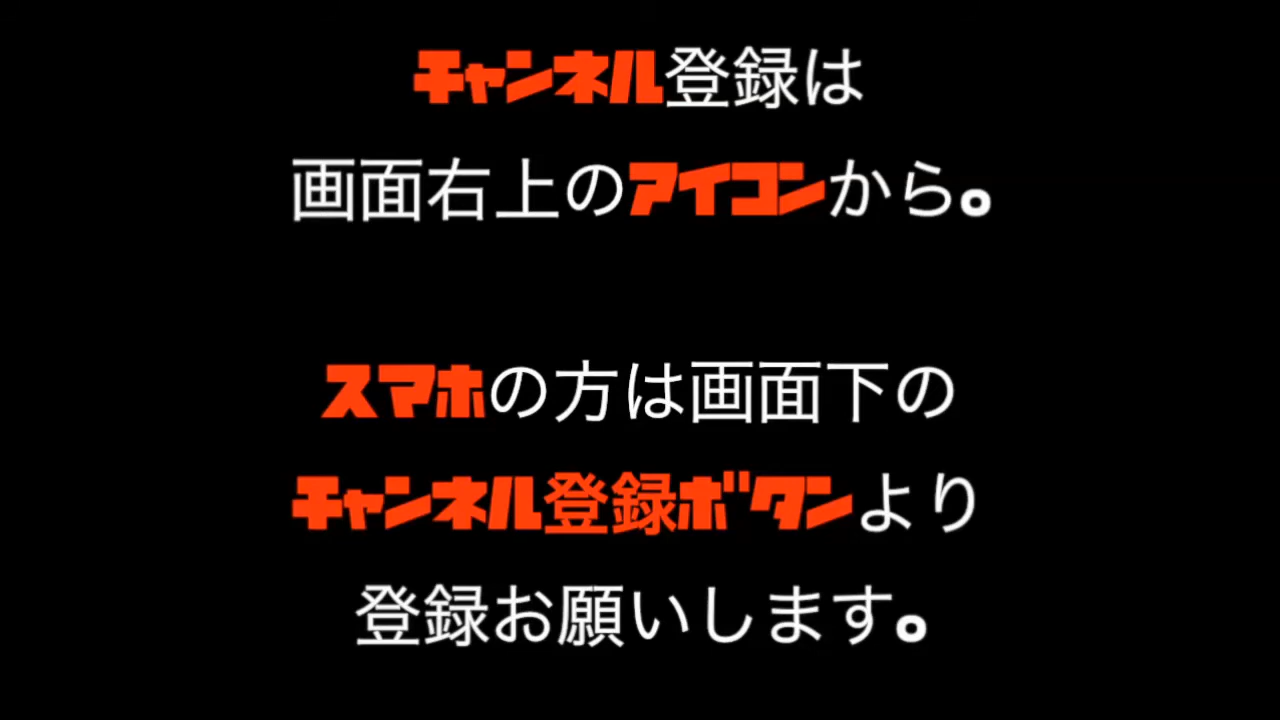 チャンネル登録は
画面右上のアイコンから。
スマホの方は画面下の
チャンネル登録ボタンより
登録お願いします。